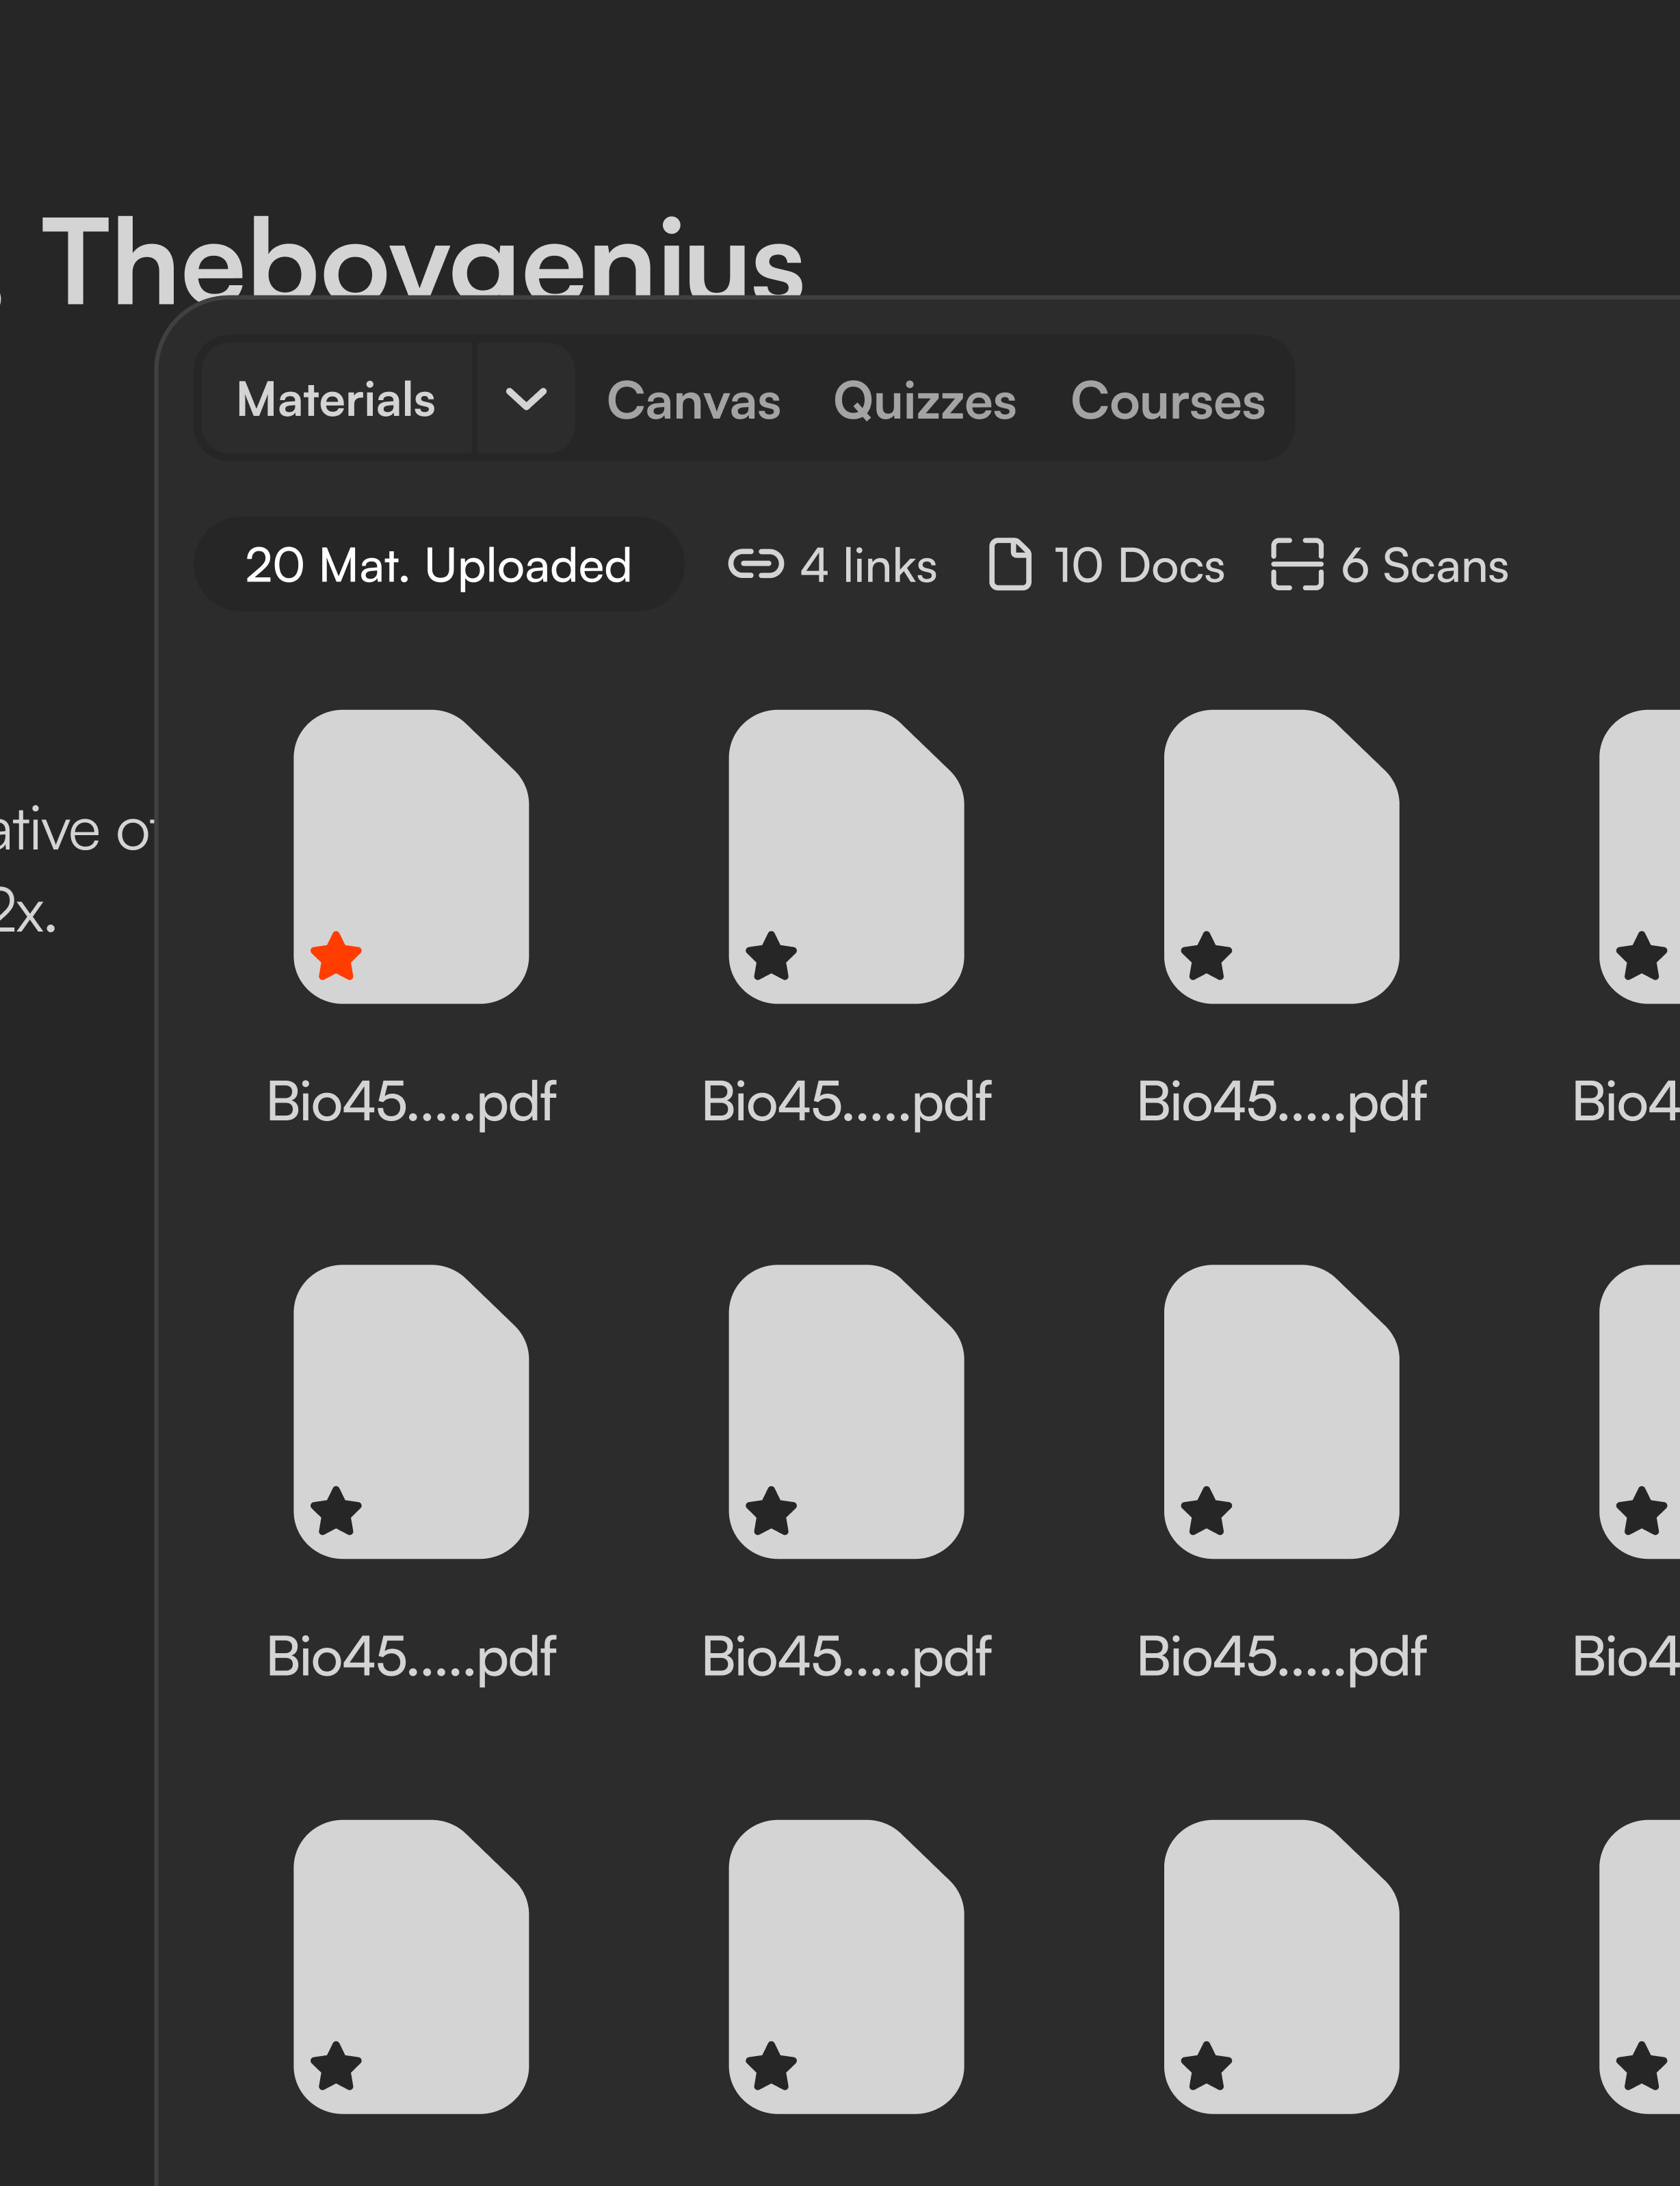 Thebovgenius
Materials Canvas Quizzes Courses
20 Mat. Uploaded 4 links 10 Docs 6 Scans
2x.
Bio45.....pdf Bio45.....pdf Bio45.....pdf Bio4
Bio45.....pdf Bio45.....pdf Bio45.....pdf Bio4